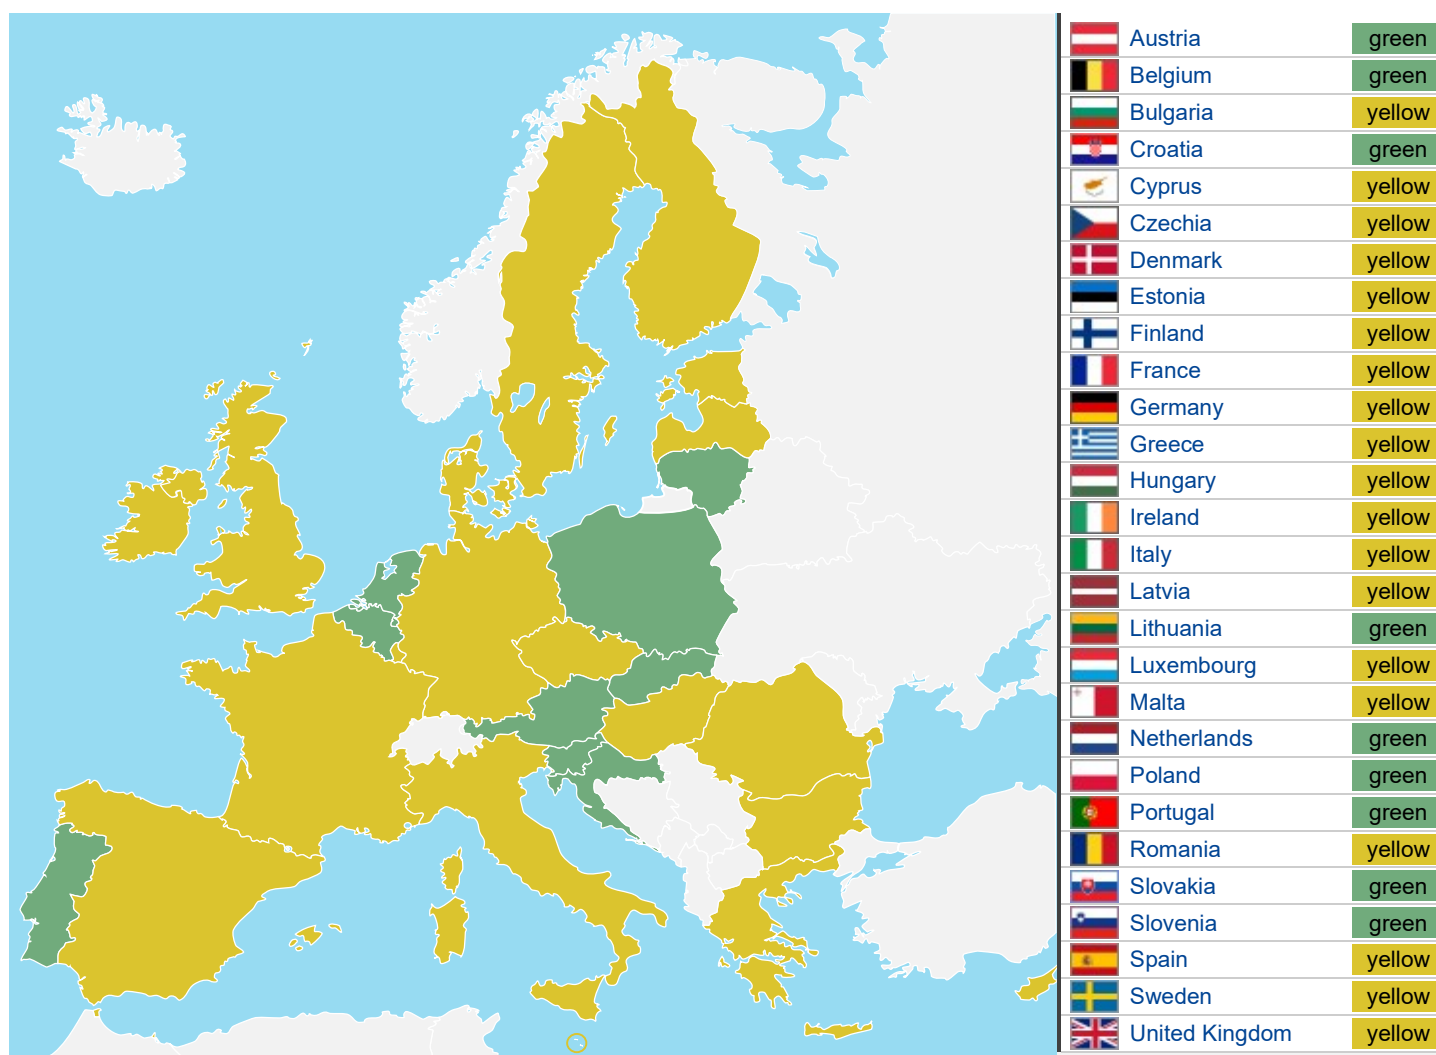 Austria green
Belgium green
Bulgaria yellow
Croatia green
Cyprus yellow
Czechia yellow
Denmark yellow
Estonia yellow
Finland yellow
France yellow
Germany yellow
Greece yellow
Hungary yellow
Ireland yellow
Italy yellow
Latvia yellow
Lithuania green
Luxembourg yellow
Malta yellow
Netherlands green
Poland green
Portugal green
Romania yellow
Slovakia green
Slovenia green
Spain yellow
Sweden yellow
United Kingdom yellow